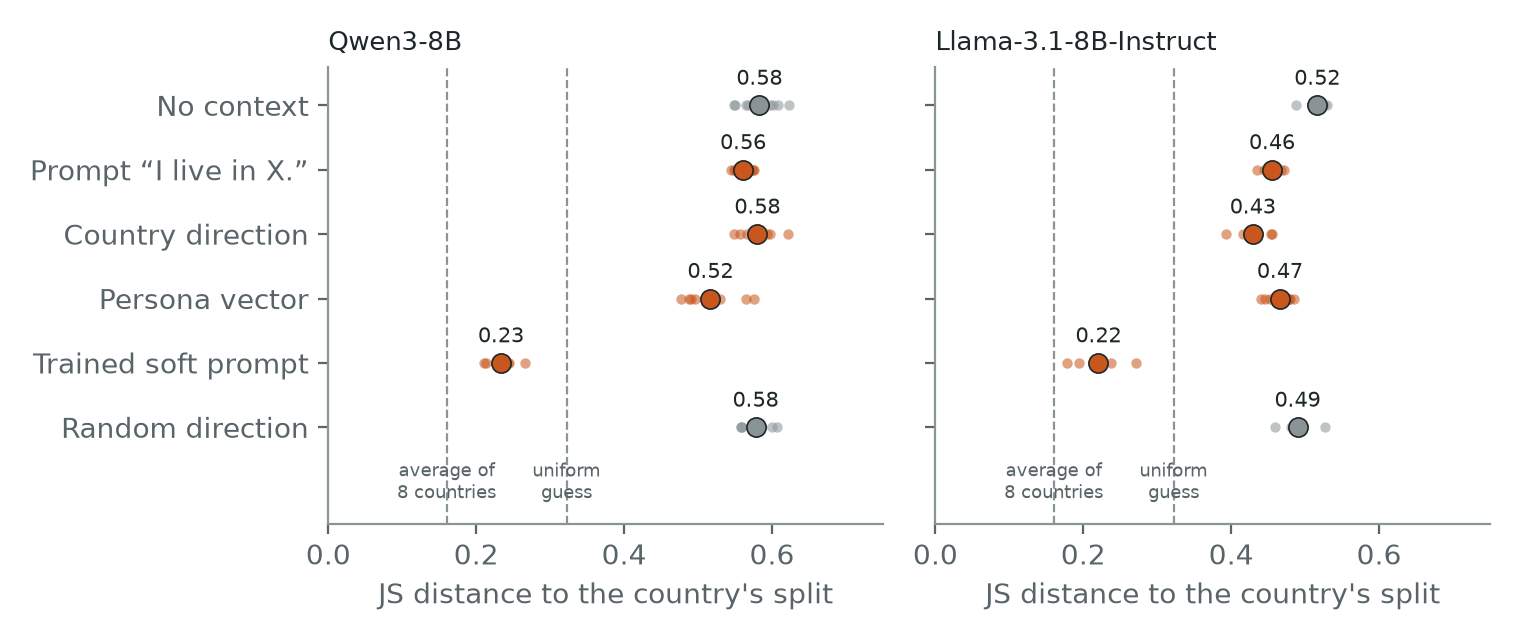 Qwen3-8B
Llama-3.1-8B-Instruct
No context
0.58
0.52
Prompt “I live in X.”
0.56
0.46
Country direction
0.58
0.43
Persona vector
0.52
0.47
Trained soft prompt
0.23
0.22
Random direction
0.58
0.49
average of
8 countries
uniform
guess
average of
8 countries
uniform
guess
0.0 0.2 0.4 0.6
0.0 0.2 0.4 0.6
JS distance to the country's split
JS distance to the country's split